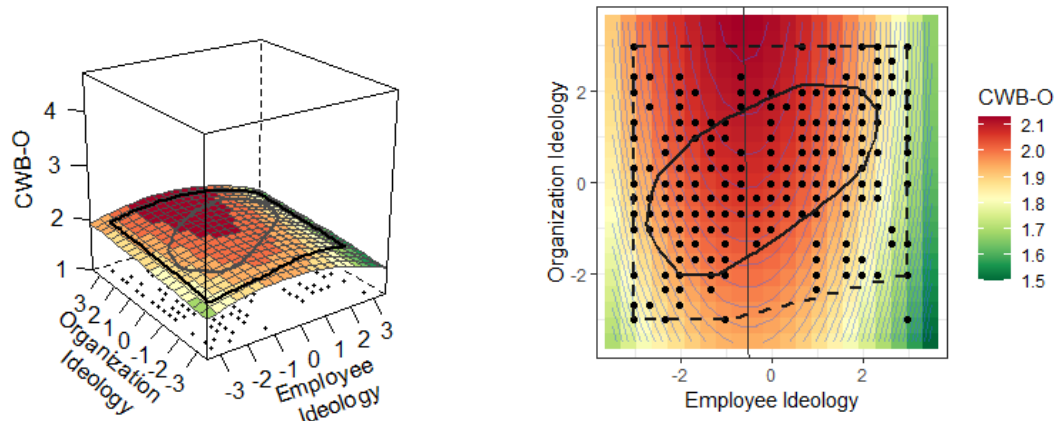 CWB-O
4
3
2
1
3 2 1 0 -1 -2 -3
Organization
Ideology
-3 -2 -1 0 1 2 3
Employee
Ideology
Organization Ideology
2
0
-2
-2 0 2
Employee Ideology
CWB-O
2.1
2.0
1.9
1.8
1.7
1.6
1.5